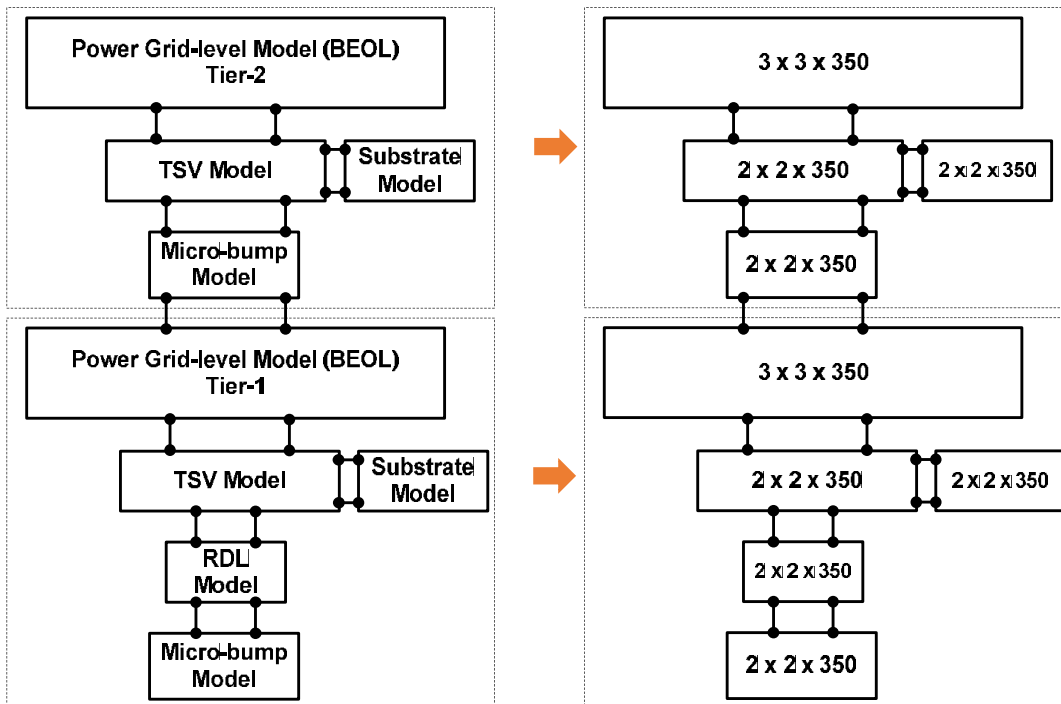 Power Grid-level Model (BEOL)
Tier-2
TSV Model
Substrate
Model
Micro-bump
Model
Power Grid-level Model (BEOL)
Tier-1
TSV Model
Substrate
Model
RDL
Model
Micro-bump
Model
3 x 3 x 350
2 x 2 x 350
2 x 2 x 350
2 x 2 x 350
3 x 3 x 350
2 x 2 x 350
2 x 2 x 350
2 x 2 x 350
2 x 2 x 350